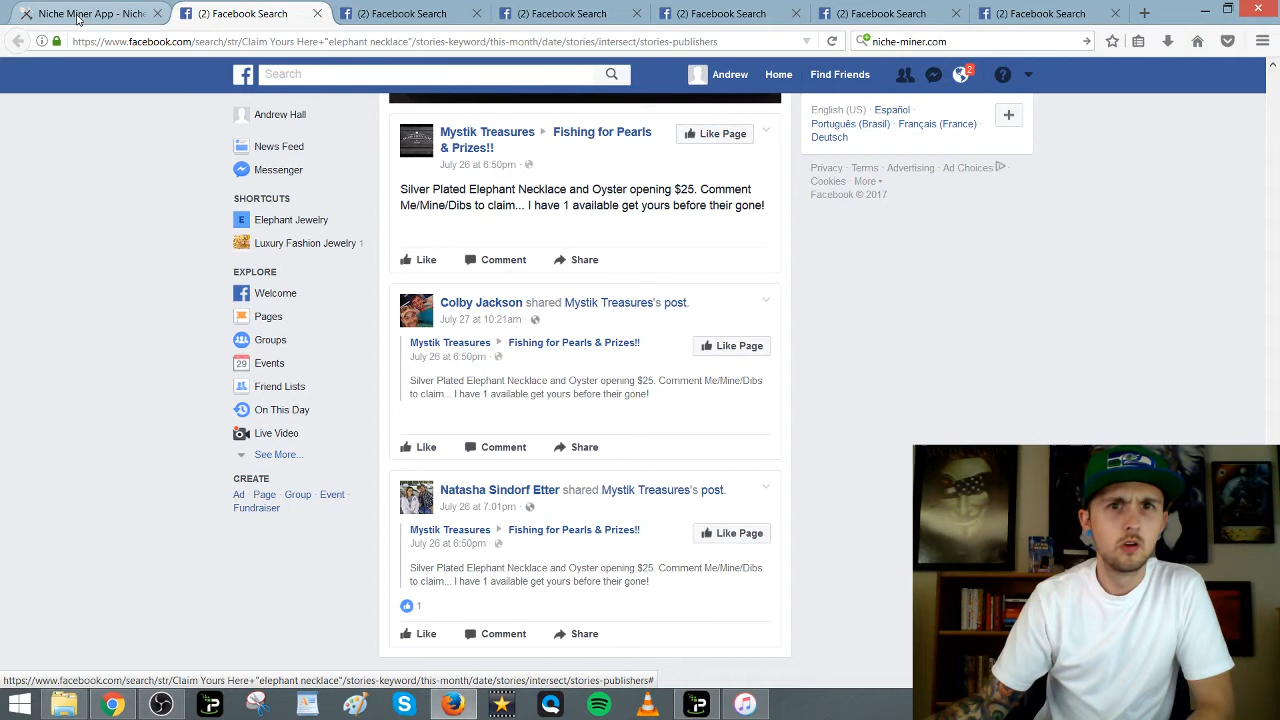 Niche Miner App - Niche
(2) Facebook Search
(2) Facebook Search
(2) Facebook Search
(2) Facebook Search
(2) Facebook Search
(2) Facebook Search
https://www.facebook.com/search/str/Claim Yours Here+"elephant necklace"/stories-keyword/this-month/date/stories/intersect/stories-publishers
niche-miner.com
Search
Andrew
Home
Find Friends
2
Andrew Hall
News Feed
Messenger
SHORTCUTS
Elephant Jewelry
Luxury Fashion Jewelry 1
EXPLORE
Welcome
Pages
Groups
29 Events
Friend Lists
On This Day
Live Video
See More...
CREATE
Ad · Page · Group · Event ·
Fundraiser
Mystik Treasures ▸ Fishing for Pearls
& Prizes!!
Like Page
July 26 at 6:50pm ·
Silver Plated Elephant Necklace and Oyster opening $25. Comment
Me/Mine/Dibs to claim... I have 1 available get yours before their gone!
Like Comment Share
Colby Jackson shared Mystik Treasures's post.
July 27 at 10:21am ·
Mystik Treasures ▸ Fishing for Pearls & Prizes!!
Like Page
July 26 at 6:50pm ·
Silver Plated Elephant Necklace and Oyster opening $25. Comment Me/Mine/Dibs
to claim... I have 1 available get yours before their gone!
Like Comment Share
Natasha Sindorf Etter shared Mystik Treasures's post.
July 26 at 7:01pm ·
Mystik Treasures ▸ Fishing for Pearls & Prizes!!
Like Page
July 26 at 6:50pm ·
Silver Plated Elephant Necklace and Oyster opening $25. Comment Me/Mine/Dibs
to claim... I have 1 available get yours before their gone!
1
Like Comment Share
English (US) · Español ·
Português (Brasil) · Français (France) ·
Deutsch
Privacy · Terms · Advertising · Ad Choices ·
Cookies · More
Facebook © 2017
https://www.facebook.com/search/str/Claim Yours Here+"elephant necklace"/stories-keyword/this-month/date/stories/intersect/stories-publishers#